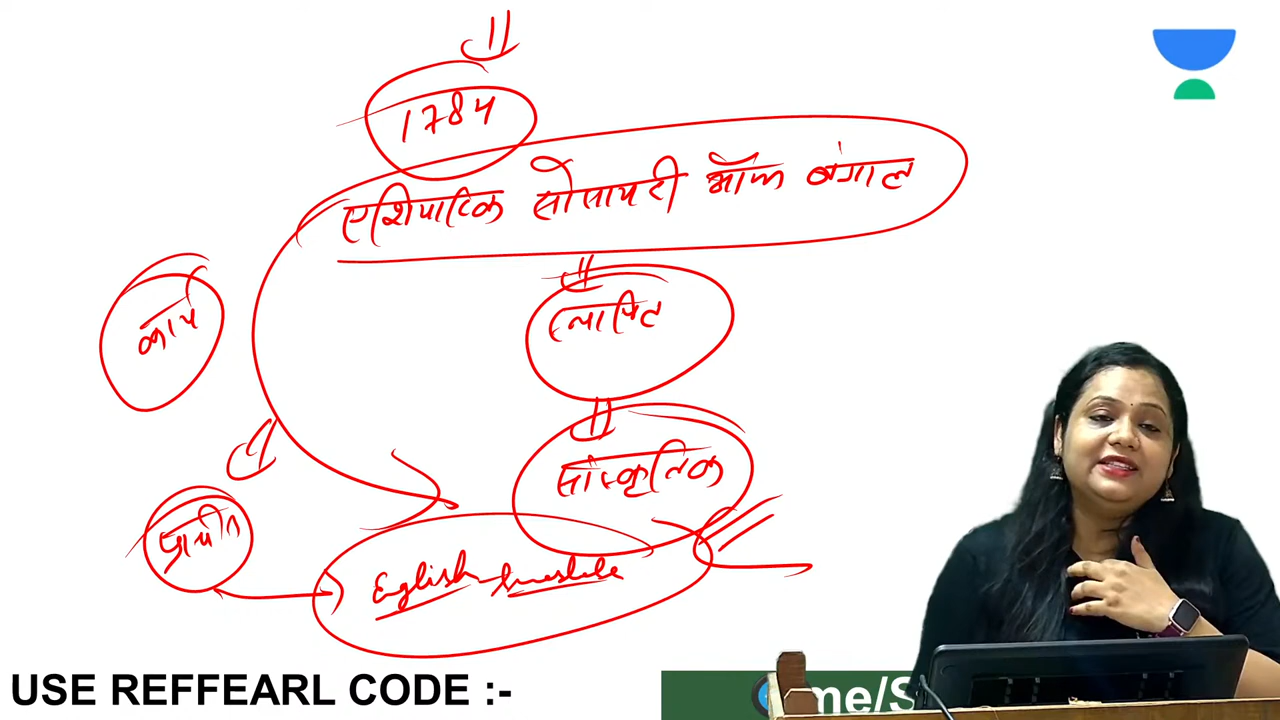 1784
एशियाटिक सोसायटी ऑफ बंगाल
कार्य
स्थापित
सांस्कृतिक
प्राचीन
English
USE REFFEARL CODE :-
me/S